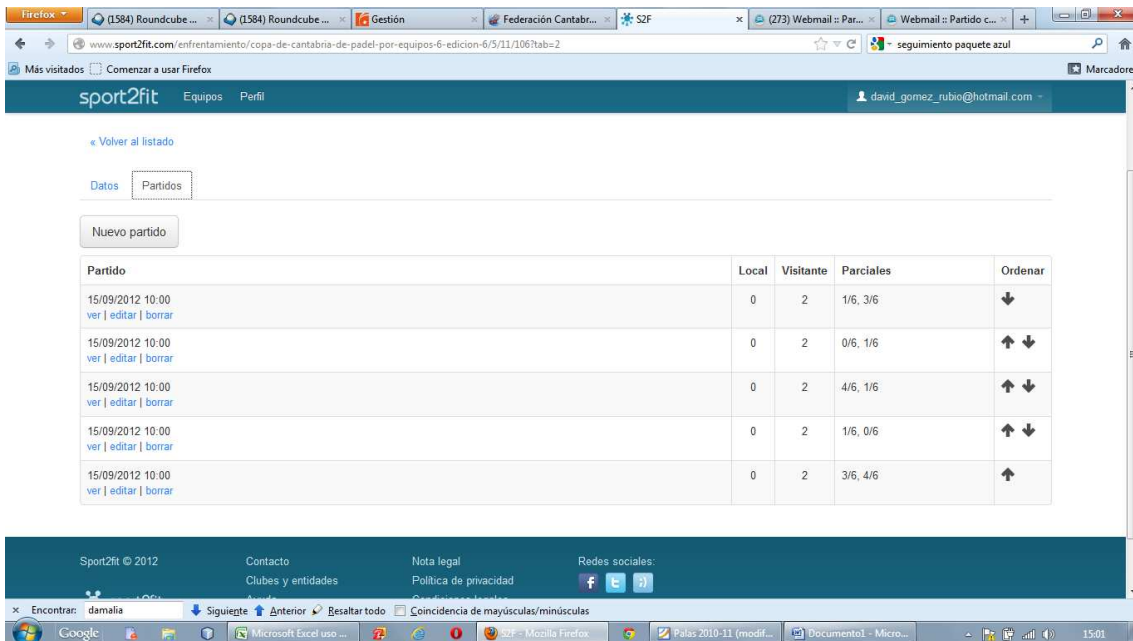 Firefox
(1584) Roundcube ...
(1584) Roundcube ...
Gestión
Federación Cantabr...
S2F
(273) Webmail :: Par...
Webmail :: Partido c...
www.sport2fit.com/enfrentamiento/copa-de-cantabria-de-padel-por-equipos-6-edicion-6/5/11/106?tab=2
seguimiento paquete azul
Más visitados Comenzar a usar Firefox Marcadore
sport2fit Equipos Perfil david_gomez_rubio@hotmail.com
« Volver al listado
Datos Partidos
Nuevo partido
Partido Local Visitante Parciales Ordenar
15/09/2012 10:00 0 2 1/6, 3/6
ver | editar | borrar
15/09/2012 10:00 0 2 0/6, 1/6
ver | editar | borrar
15/09/2012 10:00 0 2 4/6, 1/6
ver | editar | borrar
15/09/2012 10:00 0 2 1/6, 0/6
ver | editar | borrar
15/09/2012 10:00 0 2 3/6, 4/6
ver | editar | borrar
Sport2fit © 2012 Contacto Nota legal Redes sociales:
Clubes y entidades Política de privacidad
Encontrar: damalia Siguiente Anterior Resaltar todo Coincidencia de mayúsculas/minúsculas
Google Microsoft Excel uso ... S2F - Mozilla Firefox Palas 2010-11 (modif... Documento1 - Micro... 15:01